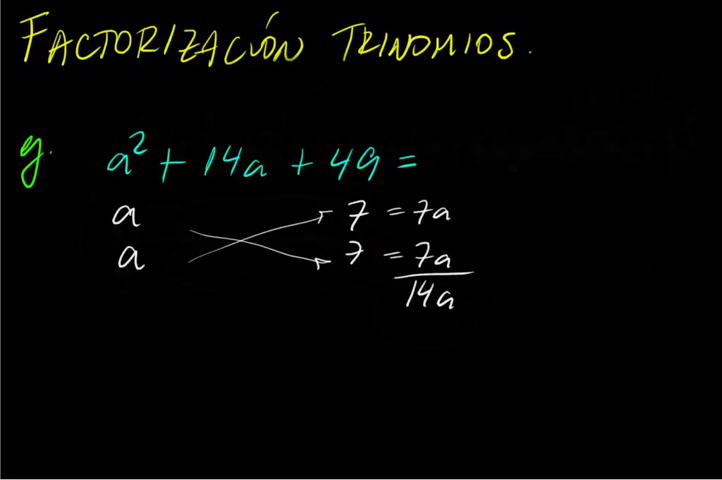 FACTORIZACIÓN TRINOMIOS.
g. a² + 14a + 49 =
a 7 = 7a
a 7 = 7a
14a